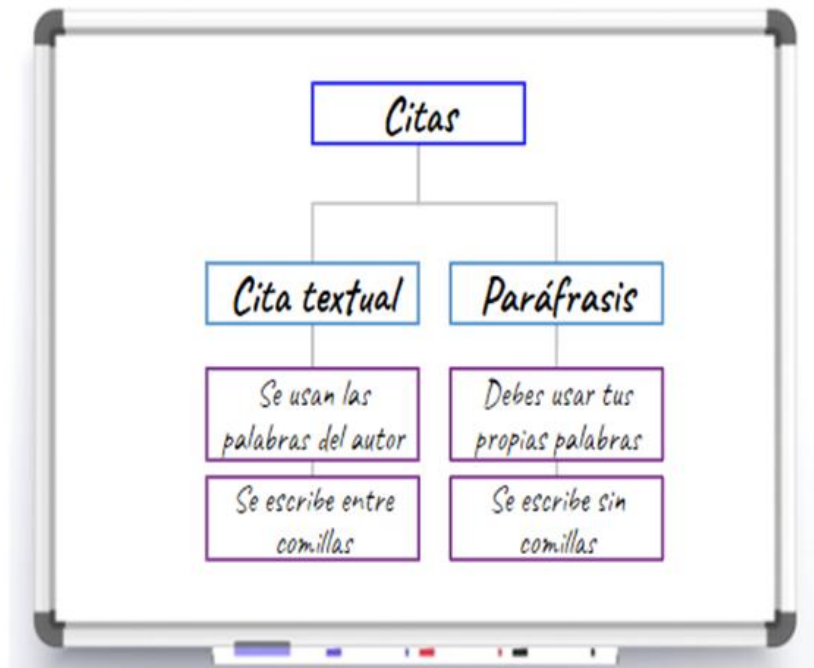 Citas
Cita textual
Paráfrasis
Se usan las
palabras del autor
Debes usar tus
propias palabras
Se escribe entre
comillas
Se escribe sin
comillas